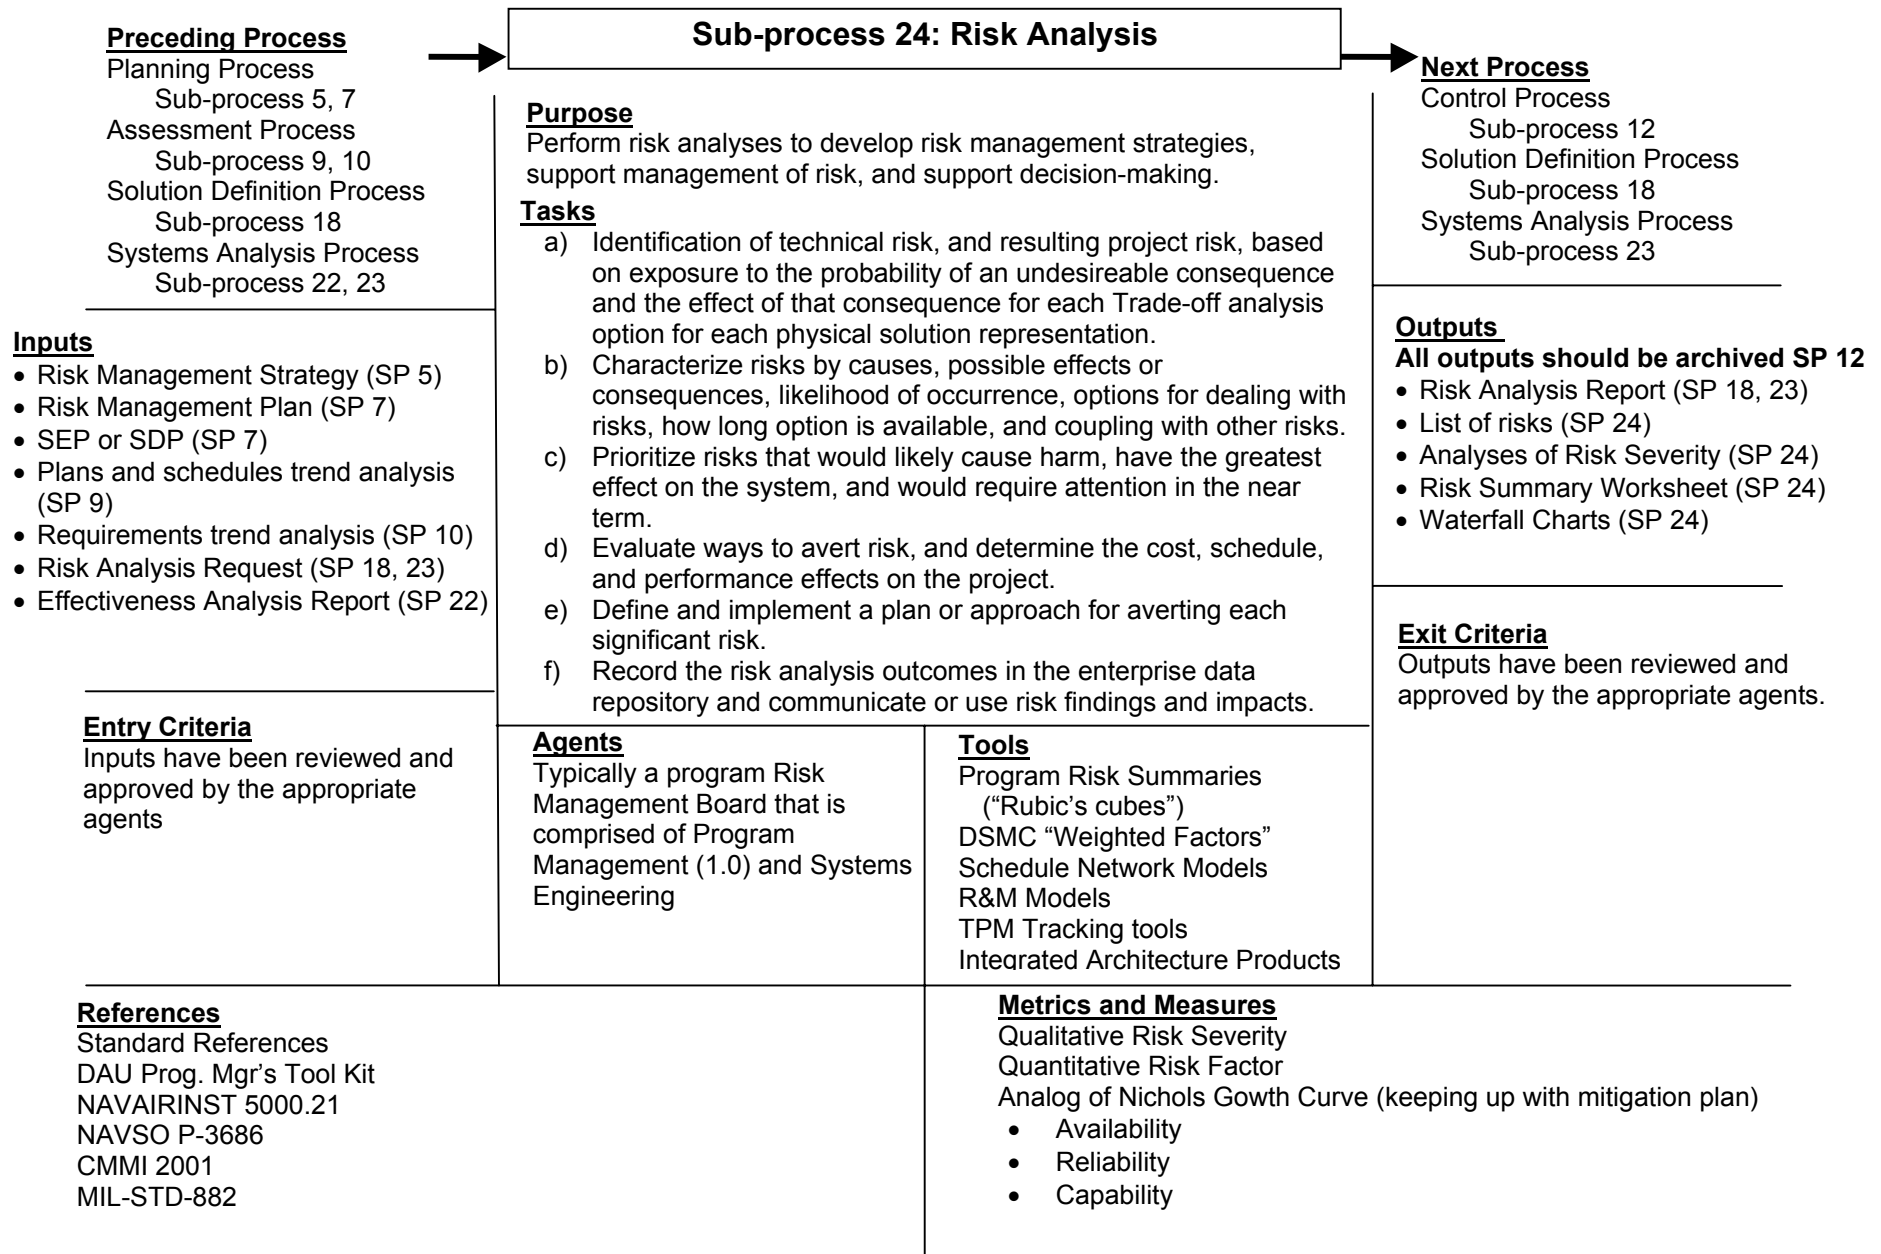 Sub-process 24: Risk Analysis
Preceding Process
Planning Process
Sub-process 5, 7
Assessment Process
Sub-process 9, 10
Solution Definition Process
Sub-process 18
Systems Analysis Process
Sub-process 22, 23
Inputs
• Risk Management Strategy (SP 5)
• Risk Management Plan (SP 7)
• SEP or SDP (SP 7)
• Plans and schedules trend analysis
(SP 9)
• Requirements trend analysis (SP 10)
• Risk Analysis Request (SP 18, 23)
• Effectiveness Analysis Report (SP 22)
Entry Criteria
Inputs have been reviewed and
approved by the appropriate
agents
Purpose
Perform risk analyses to develop risk management strategies,
support management of risk, and support decision-making.
Tasks
a) Identification of technical risk, and resulting project risk, based
on exposure to the probability of an undesireable consequence
and the effect of that consequence for each Trade-off analysis
option for each physical solution representation.
b) Characterize risks by causes, possible effects or
consequences, likelihood of occurrence, options for dealing with
risks, how long option is available, and coupling with other risks.
c) Prioritize risks that would likely cause harm, have the greatest
effect on the system, and would require attention in the near
term.
d) Evaluate ways to avert risk, and determine the cost, schedule,
and performance effects on the project.
e) Define and implement a plan or approach for averting each
significant risk.
f) Record the risk analysis outcomes in the enterprise data
repository and communicate or use risk findings and impacts.
Agents
Typically a program Risk
Management Board that is
comprised of Program
Management (1.0) and Systems
Engineering
Tools
Program Risk Summaries
(“Rubic’s cubes”)
DSMC “Weighted Factors”
Schedule Network Models
R&M Models
TPM Tracking tools
Integrated Architecture Products
Next Process
Control Process
Sub-process 12
Solution Definition Process
Sub-process 18
Systems Analysis Process
Sub-process 23
Outputs
All outputs should be archived SP 12
• Risk Analysis Report (SP 18, 23)
• List of risks (SP 24)
• Analyses of Risk Severity (SP 24)
• Risk Summary Worksheet (SP 24)
• Waterfall Charts (SP 24)
Exit Criteria
Outputs have been reviewed and
approved by the appropriate agents.
References
Standard References
DAU Prog. Mgr’s Tool Kit
NAVAIRINST 5000.21
NAVSO P-3686
CMMI 2001
MIL-STD-882
Metrics and Measures
Qualitative Risk Severity
Quantitative Risk Factor
Analog of Nichols Gowth Curve (keeping up with mitigation plan)
• Availability
• Reliability
• Capability